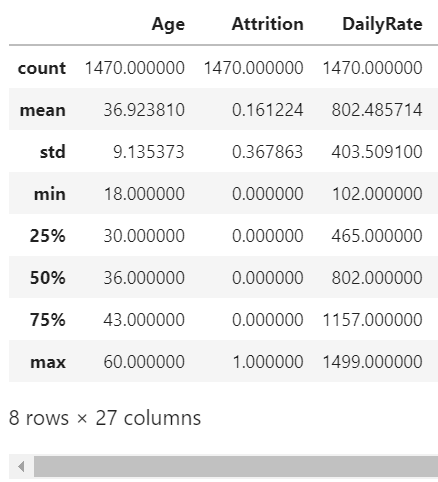 Age Attrition DailyRate
count 1470.000000 1470.000000 1470.000000
mean 36.923810 0.161224 802.485714
std 9.135373 0.367863 403.509100
min 18.000000 0.000000 102.000000
25% 30.000000 0.000000 465.000000
50% 36.000000 0.000000 802.000000
75% 43.000000 0.000000 1157.000000
max 60.000000 1.000000 1499.000000
8 rows × 27 columns